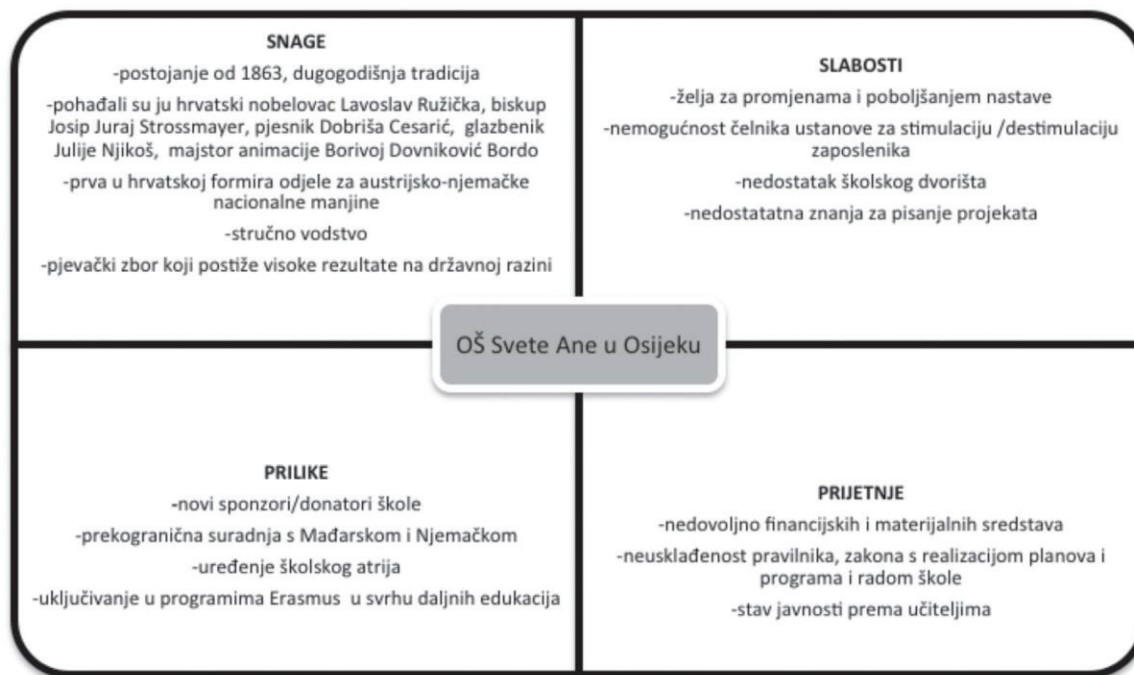 SNAGE
-postojanje od 1863, dugogodišnja tradicija
-pohađali su ju hrvatski nobelovac Lavoslav Ružička, biskup
Josip Juraj Strossmayer, pjesnik Dobriša Cesarić, glazbenik
Julije Njikoš, majstor animacije Borivoj Dovniković Bordo
-prva u hrvatskoj formira odjele za austrijsko-njemačke
nacionalne manjine
-stručno vodstvo
-pjevački zbor koji postiže visoke rezultate na državnoj razini
SLABOSTI
-želja za promjenama i poboljšanjem nastave
-nemogućnost čelnika ustanove za stimulaciju /destimulaciju
zaposlenika
-nedostatak školskog dvorišta
-nedostatatna znanja za pisanje projekata
OŠ Svete Ane u Osijeku
PRILIKE
-novi sponzori/donatori škole
-prekogranična suradnja s Mađarskom i Njemačkom
-uređenje školskog atrija
-uključivanje u programima Erasmus u svrhu daljnih edukacija
PRIJETNJE
-nedovoljno financijskih i materijalnih sredstava
-neusklađenost pravilnika, zakona s realizacijom planova i
programa i radom škole
-stav javnosti prema učiteljima